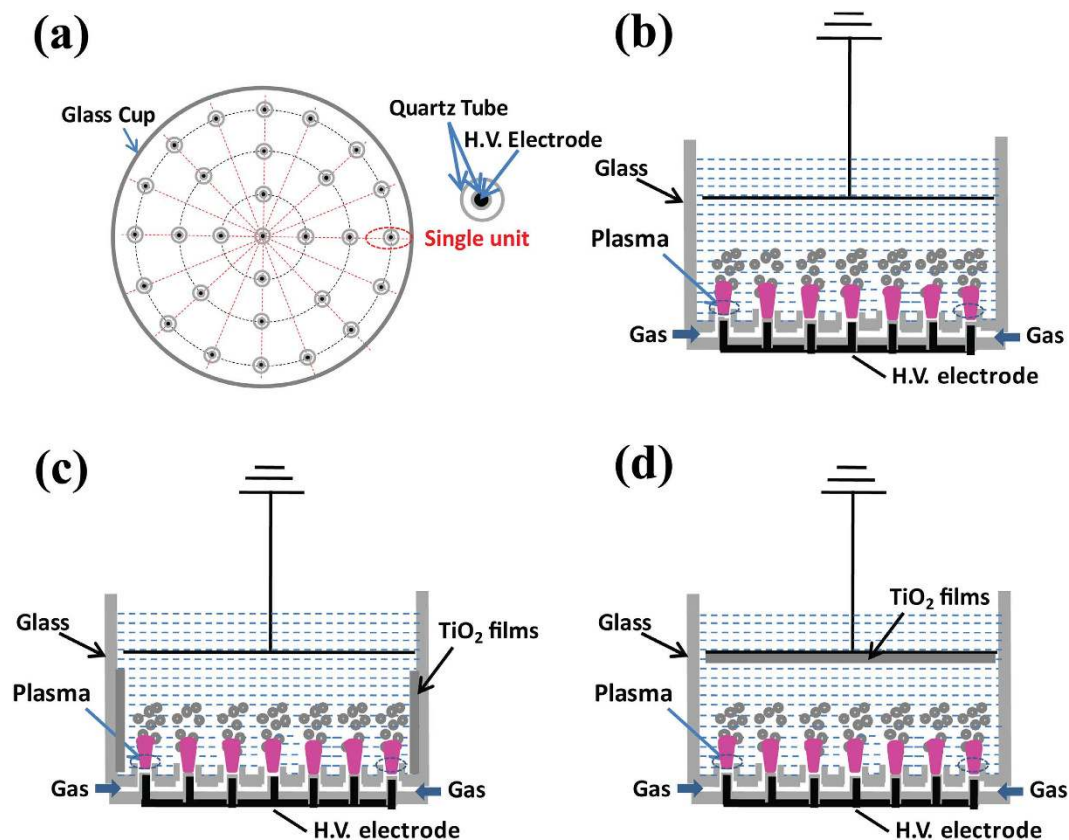 (a)
Glass Cup
Quartz Tube
H.V. Electrode
Single unit
(b)
Glass
Plasma
Gas
Gas
H.V. electrode
(c)
Glass
TiO₂ films
Plasma
Gas
Gas
H.V. electrode
(d)
TiO₂ films
Glass
Plasma
Gas
Gas
H.V. electrode